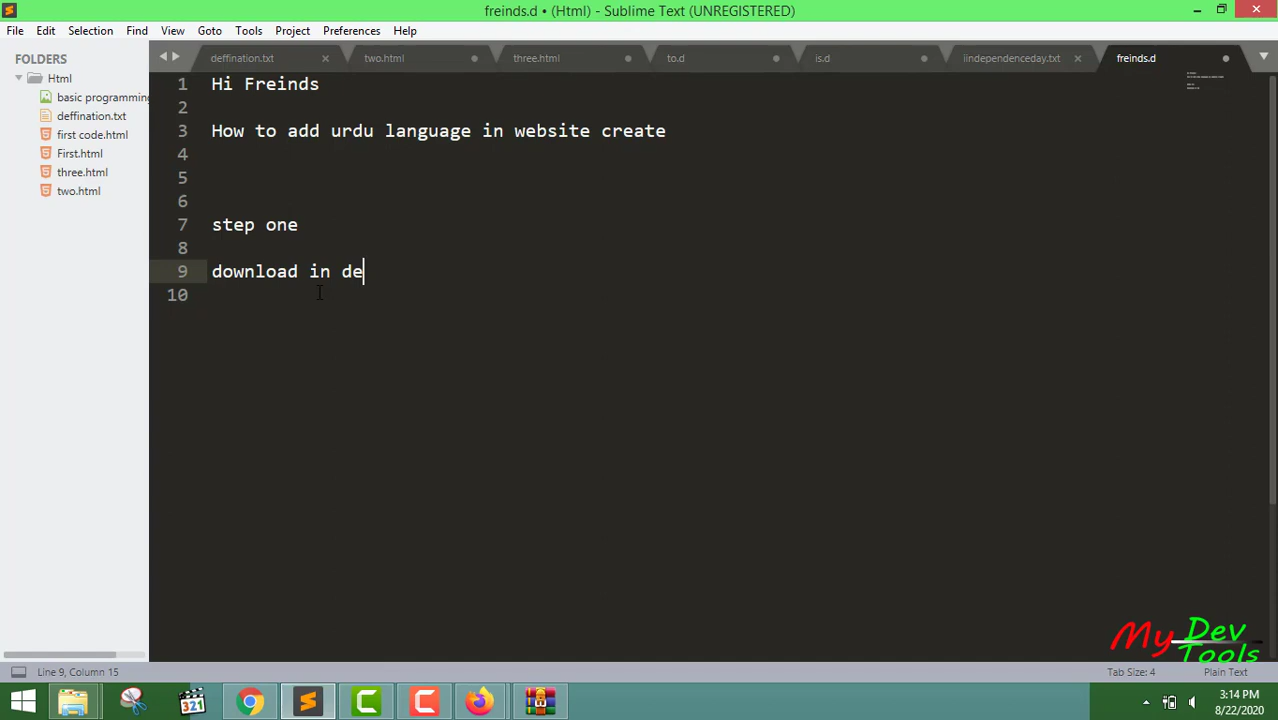 freinds.d • (Html) - Sublime Text (UNREGISTERED)
File Edit Selection Find View Goto Tools Project Preferences Help
FOLDERS
Html
basic programming
deffination.txt
first code.html
First.html
three.html
two.html
deffination.txt two.html three.html to.d is.d iindependenceday.txt freinds.d
1 Hi Freinds
2
3 How to add urdu language in website create
4
5
6
7 step one
8
9 download in de
10
My Dev Tools
Line 9, Column 15 Tab Size: 4 Plain Text
321
3:14 PM
8/22/2020